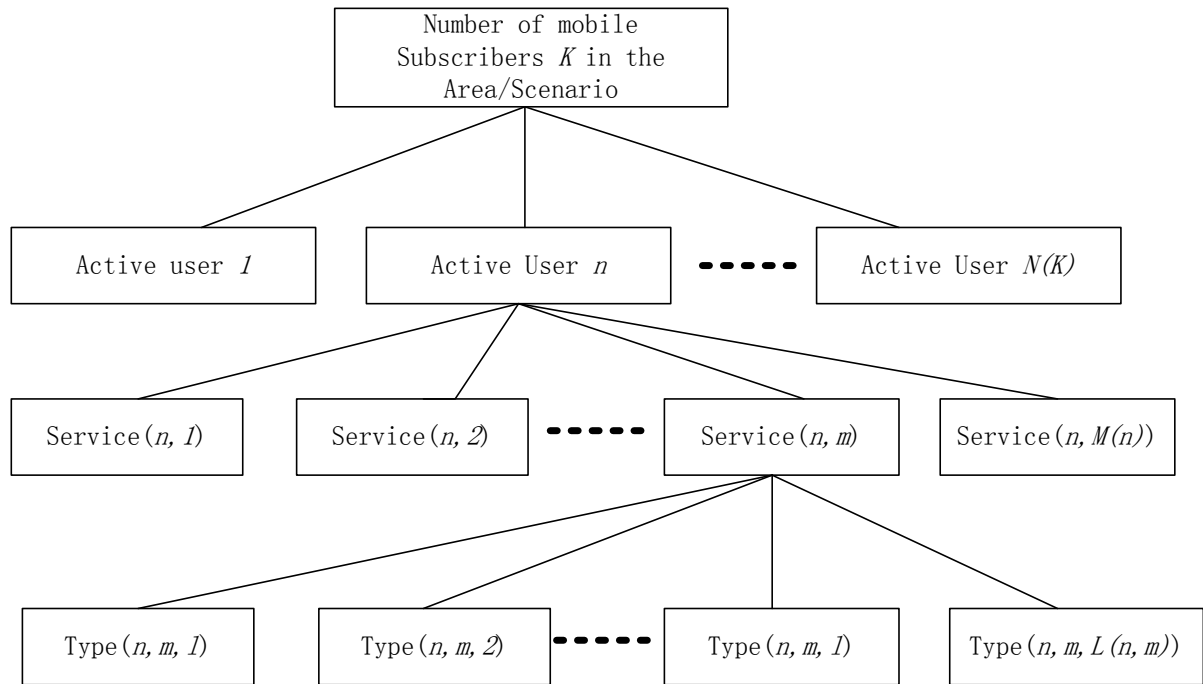 Number of mobile
Subscribers K in the
Area/Scenario
Active user 1
Active User n
Active User N(K)
Service(n, 1)
Service(n, 2)
Service(n, m)
Service(n, M(n))
Type(n, m, 1)
Type(n, m, 2)
Type(n, m, l)
Type(n, m, L(n, m))